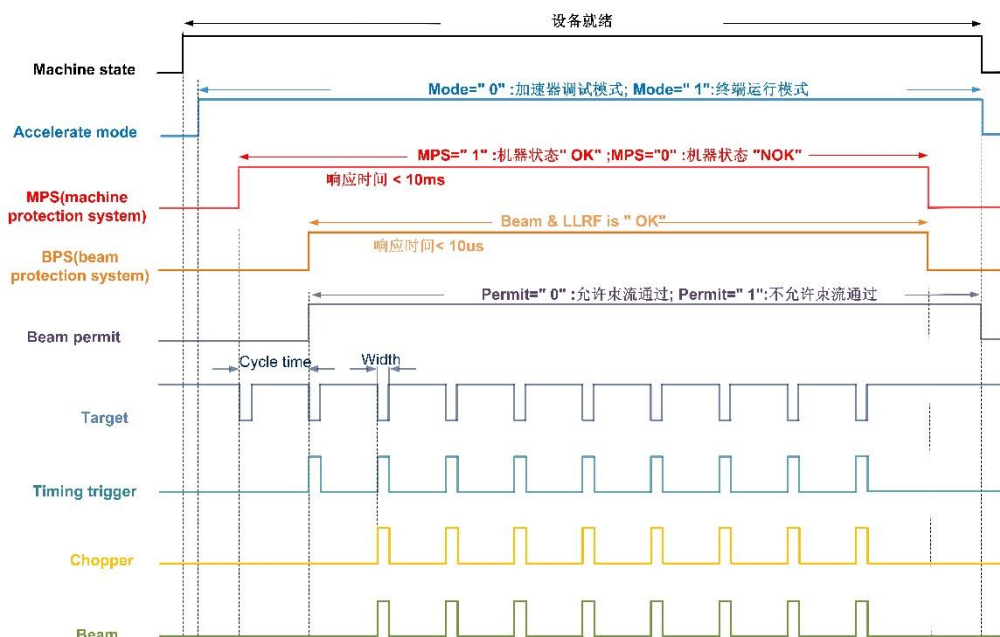 设备就绪
Machine state
Mode=" 0" :加速器调试模式; Mode=" 1":终端运行模式
Accelerate mode
MPS=" 1" :机器状态" OK" ;MPS="0" :机器状态 "NOK"
响应时间 < 10ms
MPS(machine
protection system)
Beam & LLRF is " OK"
响应时间< 10us
BPS(beam
protection system)
Permit=" 0" :允许束流通过; Permit=" 1":不允许束流通过
Beam permit
Cycle time
Width
Target
Timing trigger
Chopper
Beam